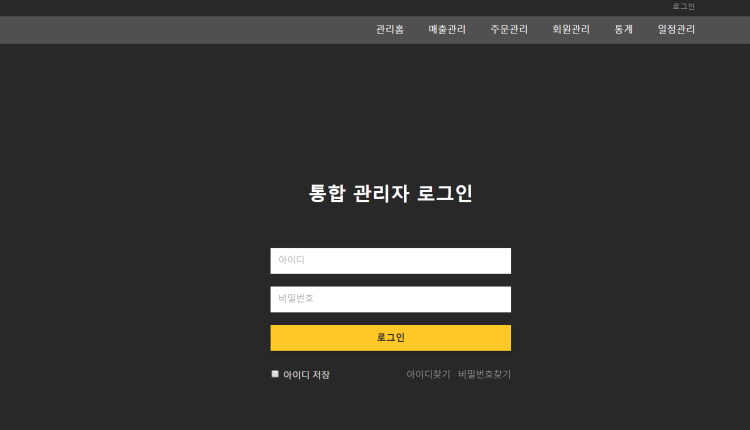 로그인
관리홈 매출관리 주문관리 회원관리 통계 일정관리
통합 관리자 로그인
아이디
비밀번호
로그인
아이디 저장 아이디찾기 비밀번호찾기